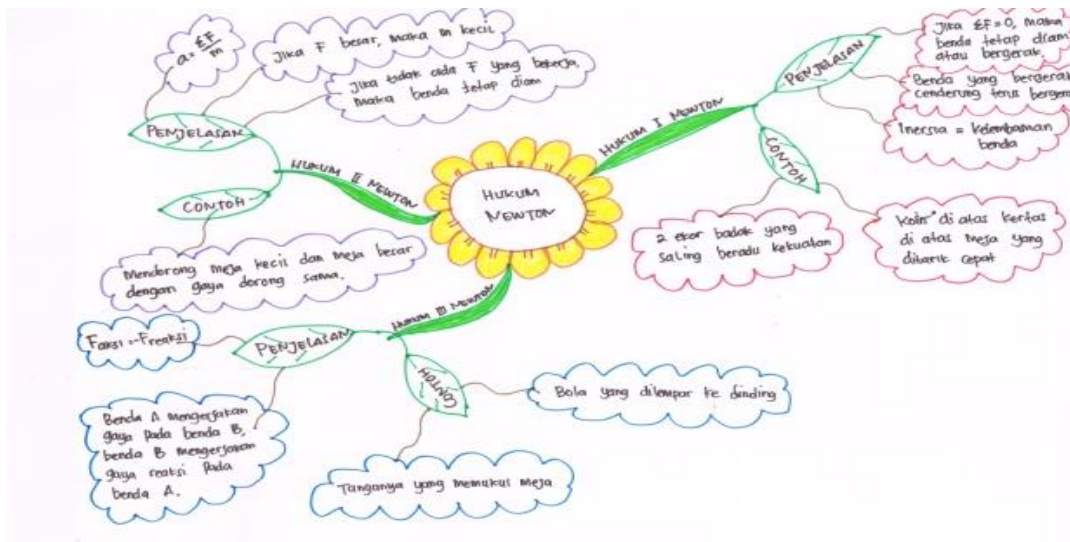 HUKUM
NEWTON
HUKUM I NEWTON
PENJELASAN
Jika ΣF=0, maka
benda tetap diam
atau bergerak.
Benda yang bergerak
cenderung terus
Inersia = kelembaman
benda
CONTOH
2 ekor badak yang
saling beradu kekuatan
Koin di atas kertas
di atas meja yang
ditarik cepat
HUKUM II NEWTON
PENJELASAN
a = ΣF/m
Jika F besar, maka m kecil
Jika tidak ada F yang bekerja,
maka benda tetap diam
CONTOH
Mendorong meja kecil dan meja besar
dengan gaya dorong sama.
HUKUM III NEWTON
PENJELASAN
Faksi = -Freaksi
Benda A mengerjakan
gaya pada benda B,
benda B mengerjakan
gaya reaksi pada
benda A.
CONTOH
Bola yang dilempar ke dinding
Tanganya yang memukul meja